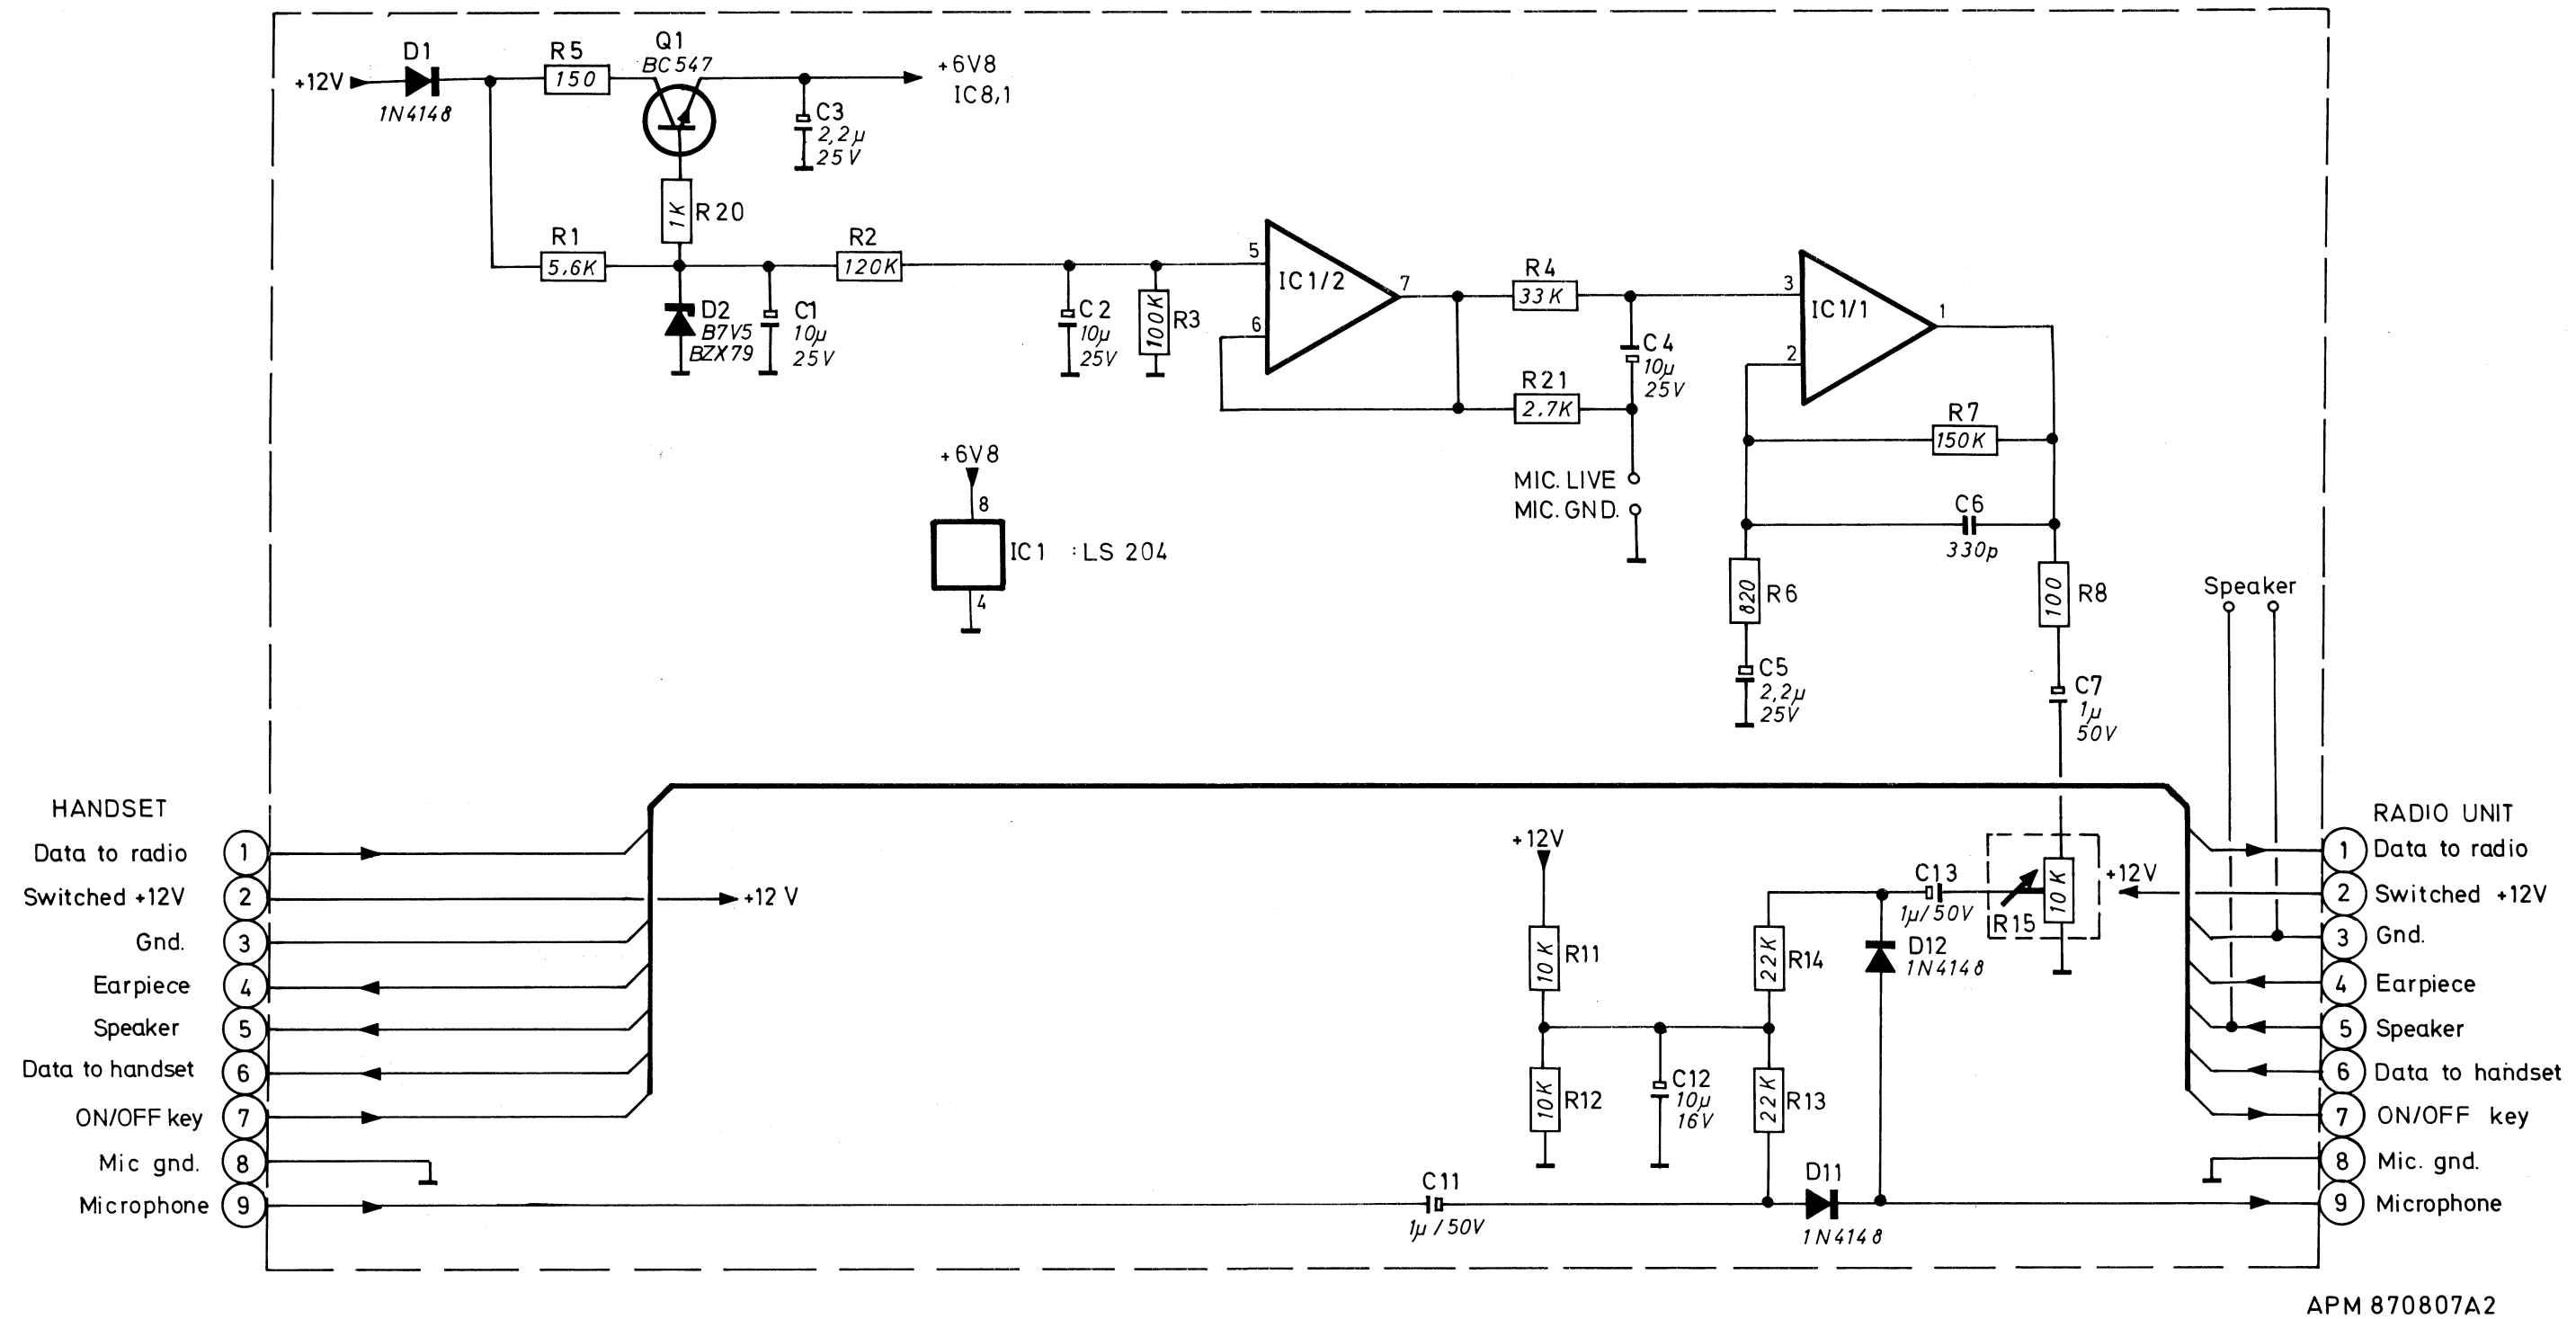 D1
+12V
1N4148
R5
150
Q1
BC547
+6V8
IC8,1
C3
2,2µ
25V
1K
R20
R1
5,6K
R2
120K
D2
B7V5
BZX79
C1
10µ
25V
C2
10µ
25V
100K
R3
5
6
IC1/2
7
R4
33K
C4
10µ
25V
R21
2.7K
3
2
IC1/1
1
R7
150K
C6
330p
MIC. LIVE
MIC. GND.
+6V8
8
IC1 :LS 204
4
820
R6
C5
2,2µ
25V
100
R8
C7
1µ
50V
Speaker
HANDSET
Data to radio 1
Switched +12V 2
+12 V
Gnd. 3
Earpiece 4
Speaker 5
Data to handset 6
ON/OFF key 7
Mic gnd. 8
Microphone 9
+12V
10K
R11
10K
R12
C12
10µ
16V
22K
R14
22K
R13
C11
1µ/50V
D11
1N4148
D12
1N4148
C13
1µ/50V
R15
10K
+12V
RADIO UNIT
1 Data to radio
2 Switched +12V
3 Gnd.
4 Earpiece
5 Speaker
6 Data to handset
7 ON/OFF key
8 Mic. gnd.
9 Microphone
APM 870807A2